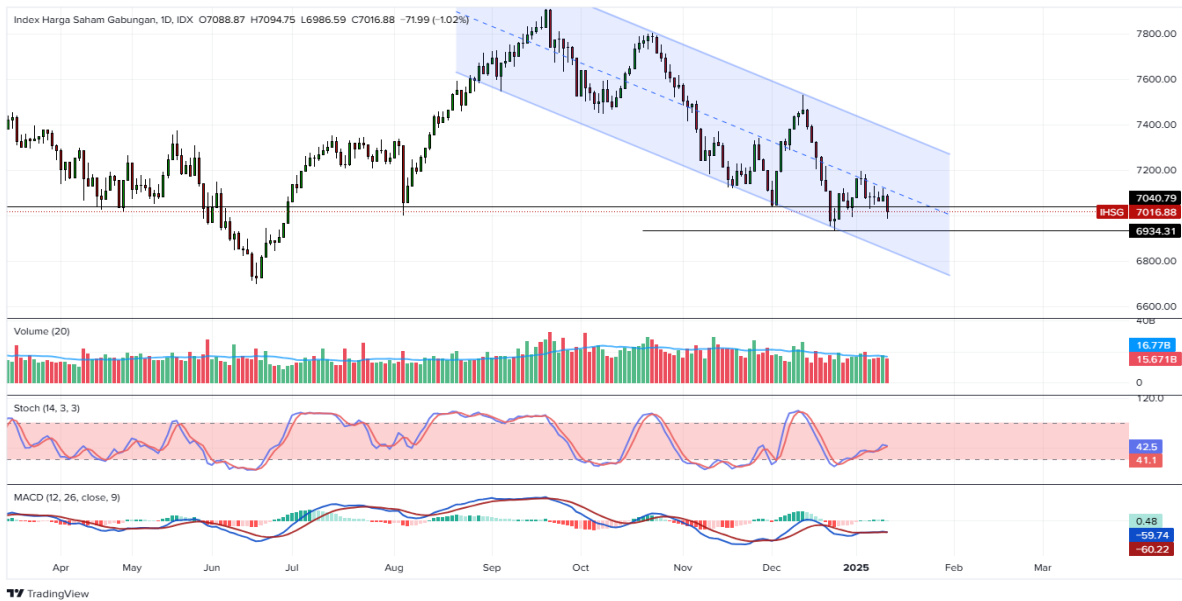 Index Harga Saham Gabungan, 1D, IDX O7088.87 H7094.75 L6986.59 C7016.88 −71.99 (−1.02%)
7800.00
7600.00
7400.00
7200.00
7040.79
IHSG 7016.88
6934.31
6800.00
6600.00
Volume (20)
40B
16.77B
15.671B
0
Stoch (14, 3, 3)
120.0
42.5
41.1
MACD (12, 26, close, 9)
0.48
−59.74
−60.22
Apr May Jun Jul Aug Sep Oct Nov Dec 2025 Feb Mar
TradingView